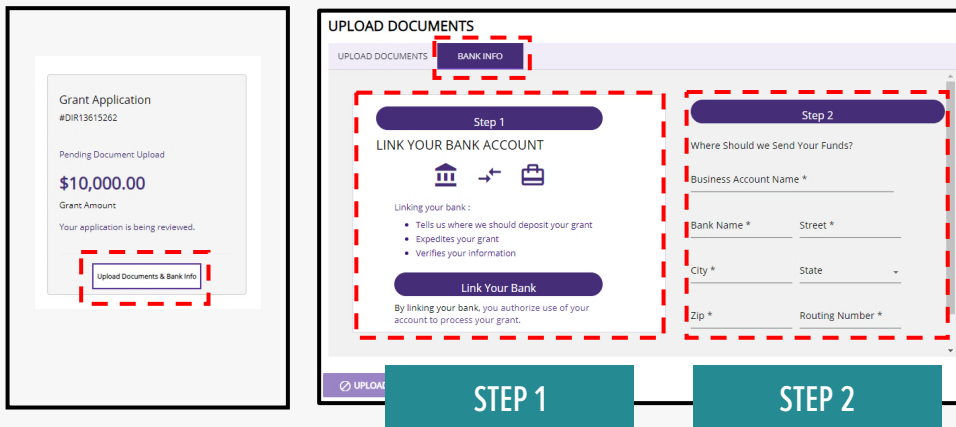 Grant Application
#DIR13615262
Pending Document Upload
$10,000.00
Grant Amount
Your application is being reviewed.
Upload Documents & Bank Info
UPLOAD DOCUMENTS
UPLOAD DOCUMENTS
BANK INFO
Step 1
LINK YOUR BANK ACCOUNT
Linking your bank :
• Tells us where we should deposit your grant
• Expedites your grant
• Verifies your information
Link Your Bank
By linking your bank, you authorize use of your
account to process your grant.
Step 2
Where Should we Send Your Funds?
Business Account Name *
Bank Name * Street *
City * State
Zip * Routing Number *
UPLOAD
STEP 1
STEP 2